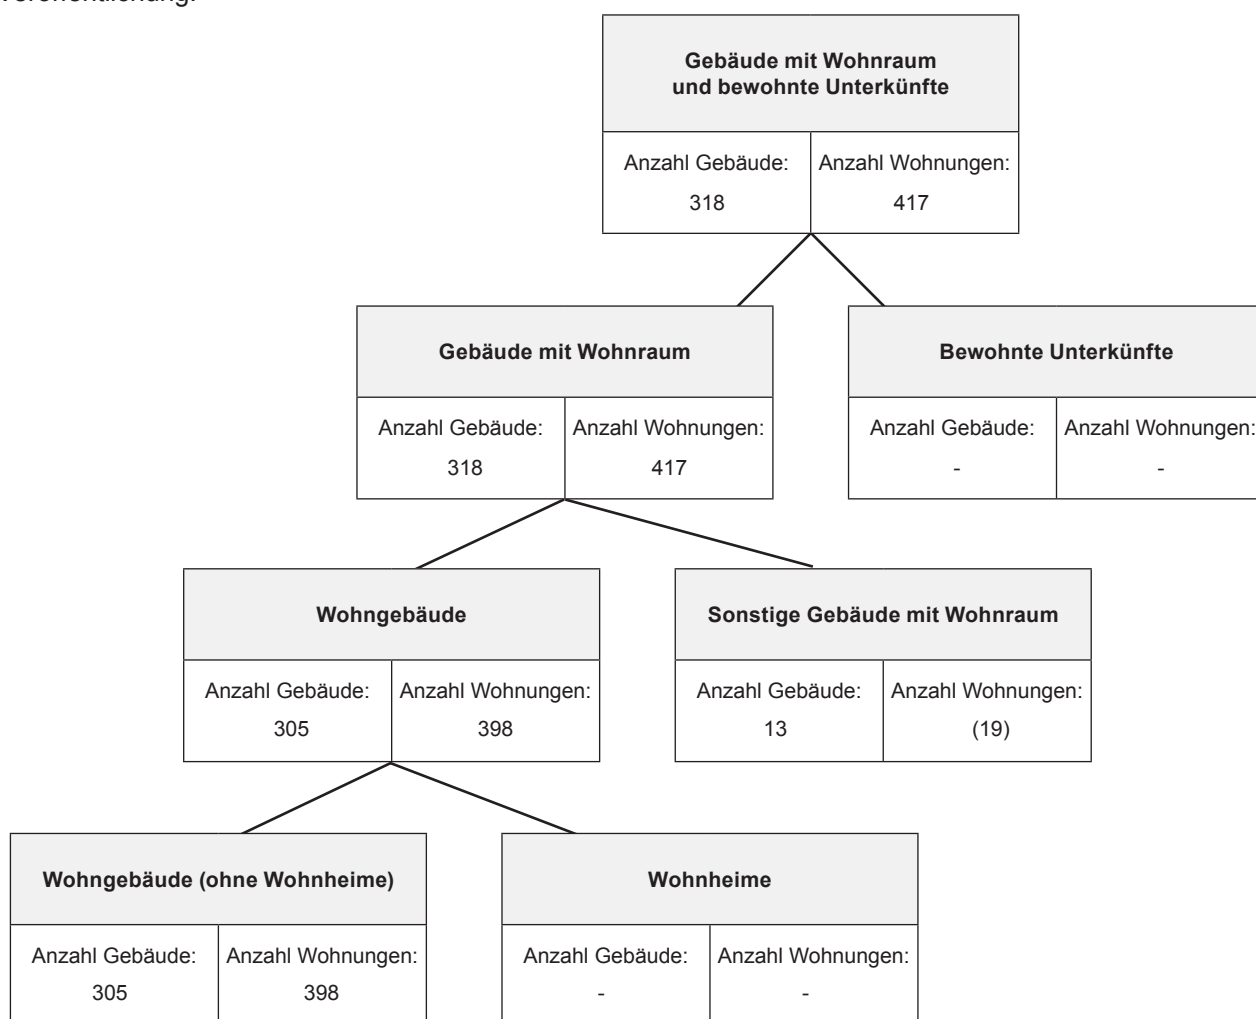 Gebäude mit Wohnraum
und bewohnte Unterkünfte
Anzahl Gebäude: Anzahl Wohnungen:
318 417
Gebäude mit Wohnraum Bewohnte Unterkünfte
Anzahl Gebäude: Anzahl Wohnungen: Anzahl Gebäude: Anzahl Wohnungen:
318 417 - -
Wohngebäude Sonstige Gebäude mit Wohnraum
Anzahl Gebäude: Anzahl Wohnungen: Anzahl Gebäude: Anzahl Wohnungen:
305 398 13 (19)
Wohngebäude (ohne Wohnheime) Wohnheime
Anzahl Gebäude: Anzahl Wohnungen: Anzahl Gebäude: Anzahl Wohnungen:
305 398 - -